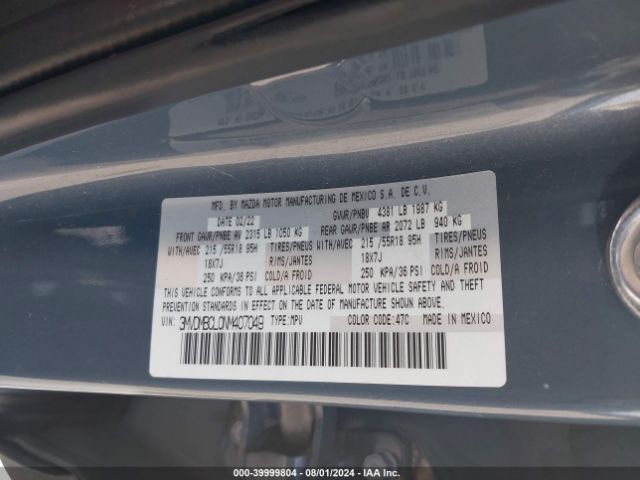 MFD. BY MAZDA MOTOR MANUFACTURING DE MEXICO S.A. DE C.V.
DATE: 02/22 GVWR/PNBV 4381 LB 1987 KG
FRONT GAWR/PNBE AV 2315 LB 1050 KG REAR GAWR/PNBE AR 2072 LB 940 KG
WITH/AVEC 215 /55R18 95H TIRES/PNEUS WITH/AVEC 215 /55R18 95H TIRES/PNEUS
18X7J RIMS/JANTES 18X7J RIMS/JANTES
250 KPA/36 PSI COLD/A FROID 250 KPA/36 PSI COLD/A FROID
THIS VEHICLE CONFORMS TO ALL APPLICABLE FEDERAL MOTOR VEHICLE SAFETY AND THEFT
PREVENTION STANDARDS IN EFFECT ON THE DATE OF MANUFACTURE SHOWN ABOVE.
VIN: 3MVDMBCL0NM407049 TYPE: MPV COLOR CODE: 47C MADE IN MEXICO
000-39999804 - 08/01/2024 - IAA Inc.